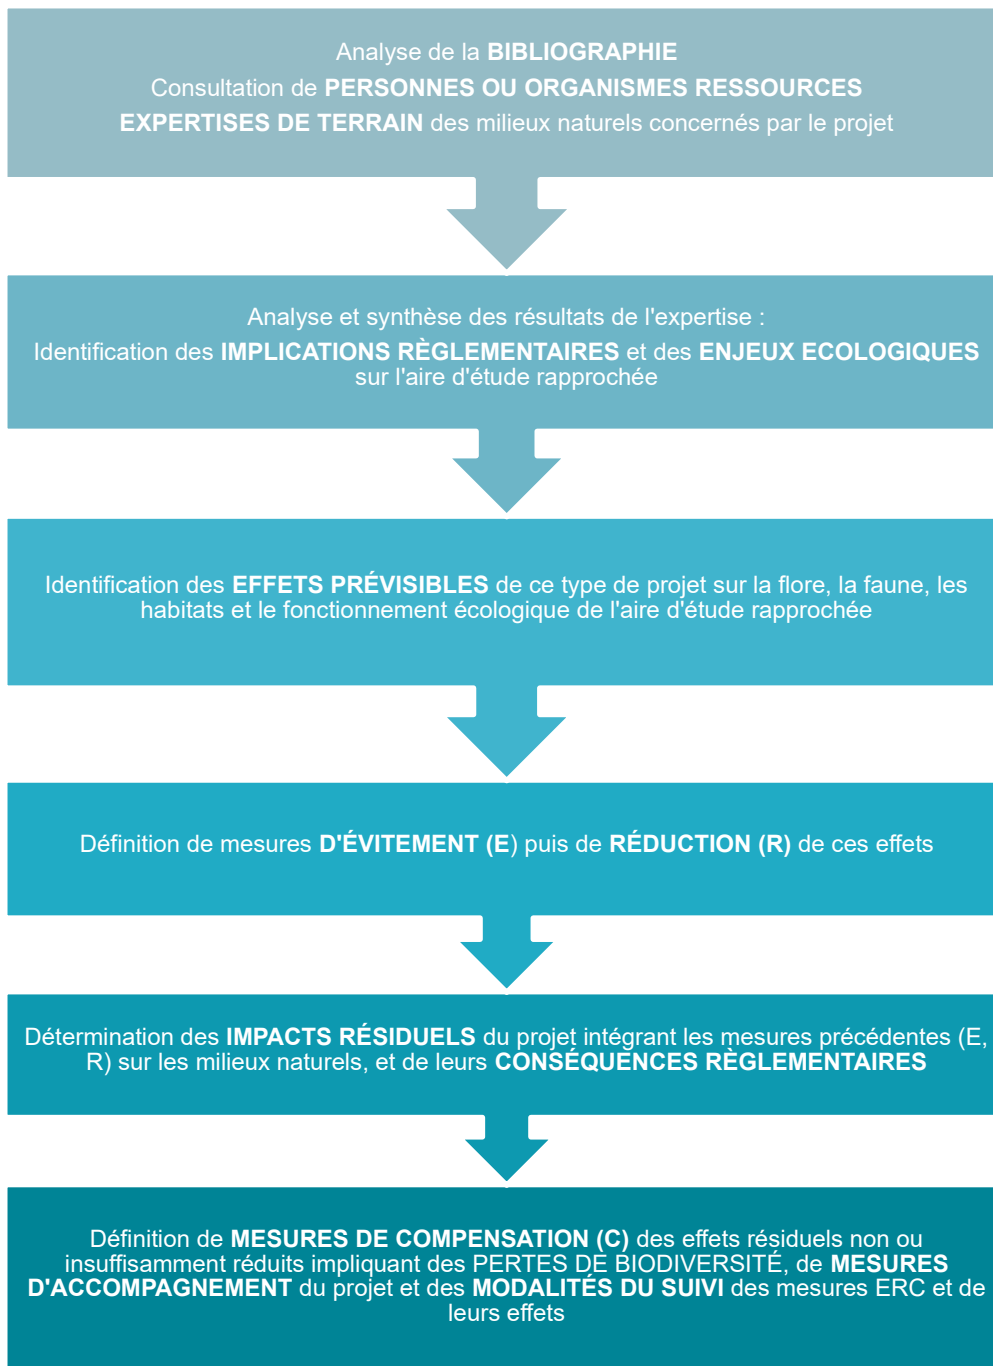 Analyse de la BIBLIOGRAPHIE
Consultation de PERSONNES OU ORGANISMES RESSOURCES
EXPERTISES DE TERRAIN des milieux naturels concernés par le projet
Analyse et synthèse des résultats de l'expertise :
Identification des IMPLICATIONS RÈGLEMENTAIRES et des ENJEUX ECOLOGIQUES
sur l'aire d'étude rapprochée
Identification des EFFETS PRÉVISIBLES de ce type de projet sur la flore, la faune, les
habitats et le fonctionnement écologique de l'aire d'étude rapprochée
Définition de mesures D'ÉVITEMENT (E) puis de RÉDUCTION (R) de ces effets
Détermination des IMPACTS RÉSIDUELS du projet intégrant les mesures précédentes (E,
R) sur les milieux naturels, et de leurs CONSÉQUENCES RÈGLEMENTAIRES
Définition de MESURES DE COMPENSATION (C) des effets résiduels non ou
insuffisamment réduits impliquant des PERTES DE BIODIVERSITÉ, de MESURES
D'ACCOMPAGNEMENT du projet et des MODALITÉS DU SUIVI des mesures ERC et de
leurs effets